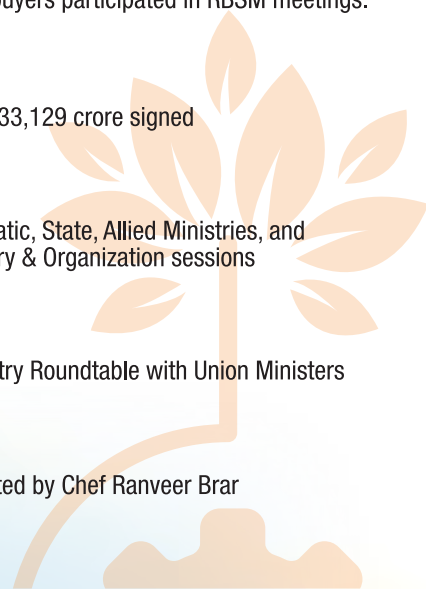 buyers participated in RBSM meetings.
33,129 crore signed
atic, State, Allied Ministries, and
ry & Organization sessions
try Roundtable with Union Ministers
ted by Chef Ranveer Brar